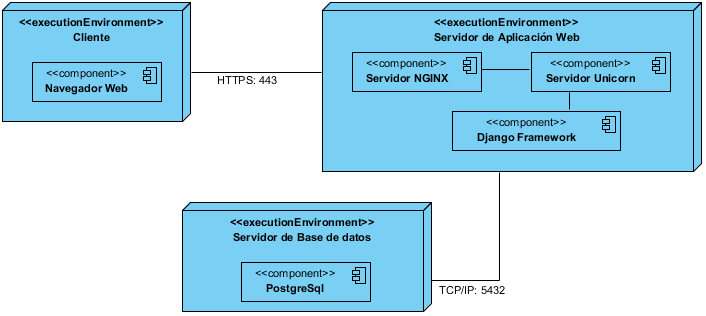 <<executionEnvironment>>
Cliente
<<component>>
Navegador Web
HTTPS: 443
<<executionEnvironment>>
Servidor de Aplicación Web
<<component>>
Servidor NGINX
<<component>>
Servidor Unicorn
<<component>>
Django Framework
<<executionEnvironment>>
Servidor de Base de datos
<<component>>
PostgreSql
TCP/IP: 5432